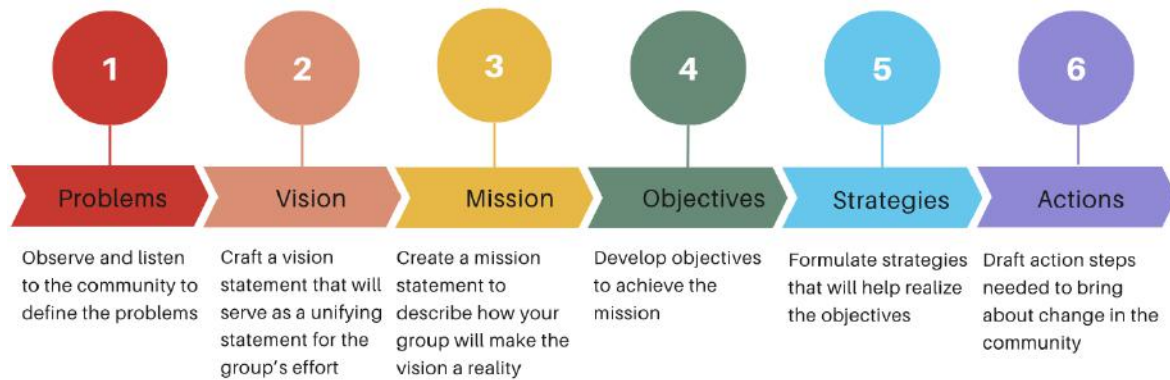 1
2
3
4
5
6
Problems
Vision
Mission
Objectives
Strategies
Actions
Observe and listen
to the community to
define the problems
Craft a vision
statement that will
serve as a unifying
statement for the
group's effort
Create a mission
statement to
describe how your
group will make the
vision a reality
Develop objectives
to achieve the
mission
Formulate strategies
that will help realize
the objectives
Draft action steps
needed to bring
about change in the
community